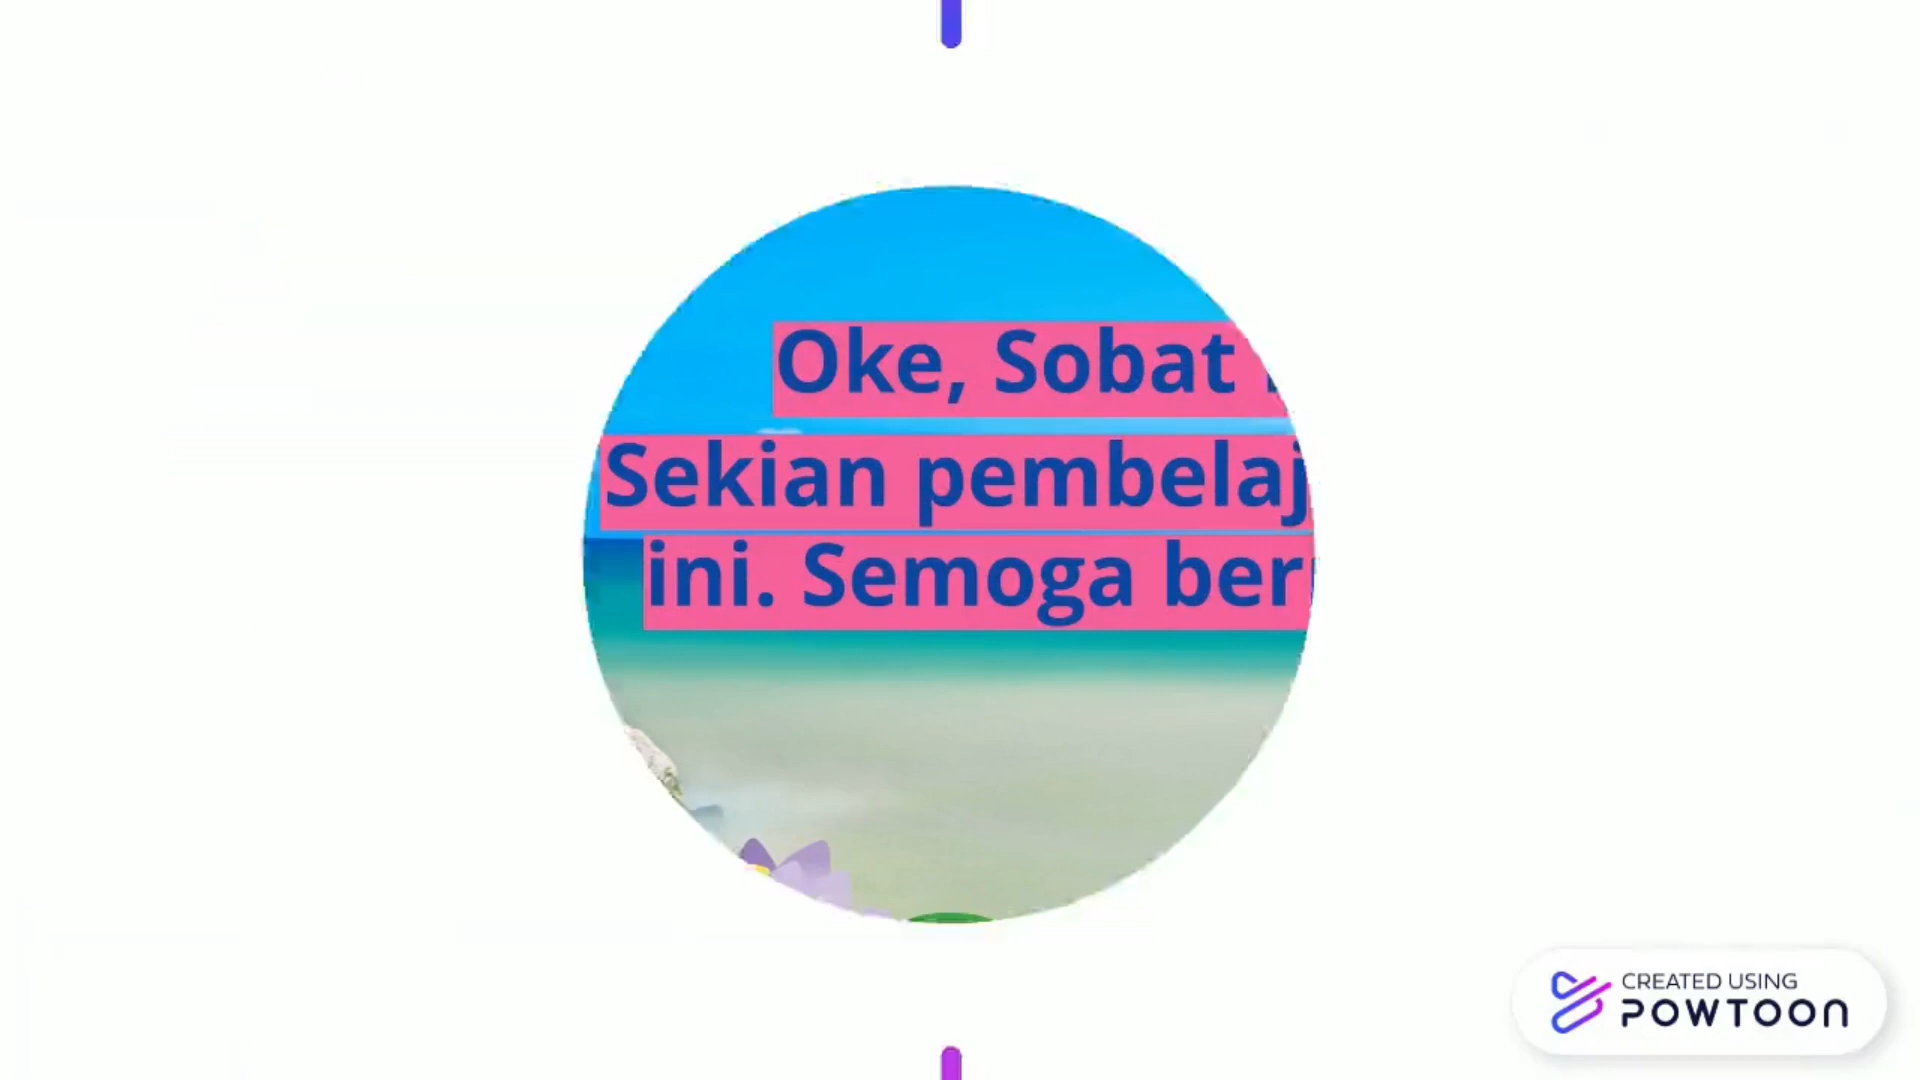 Oke, Sobat
Sekian pembelaj
ini. Semoga ber
CREATED USING
POWTOON